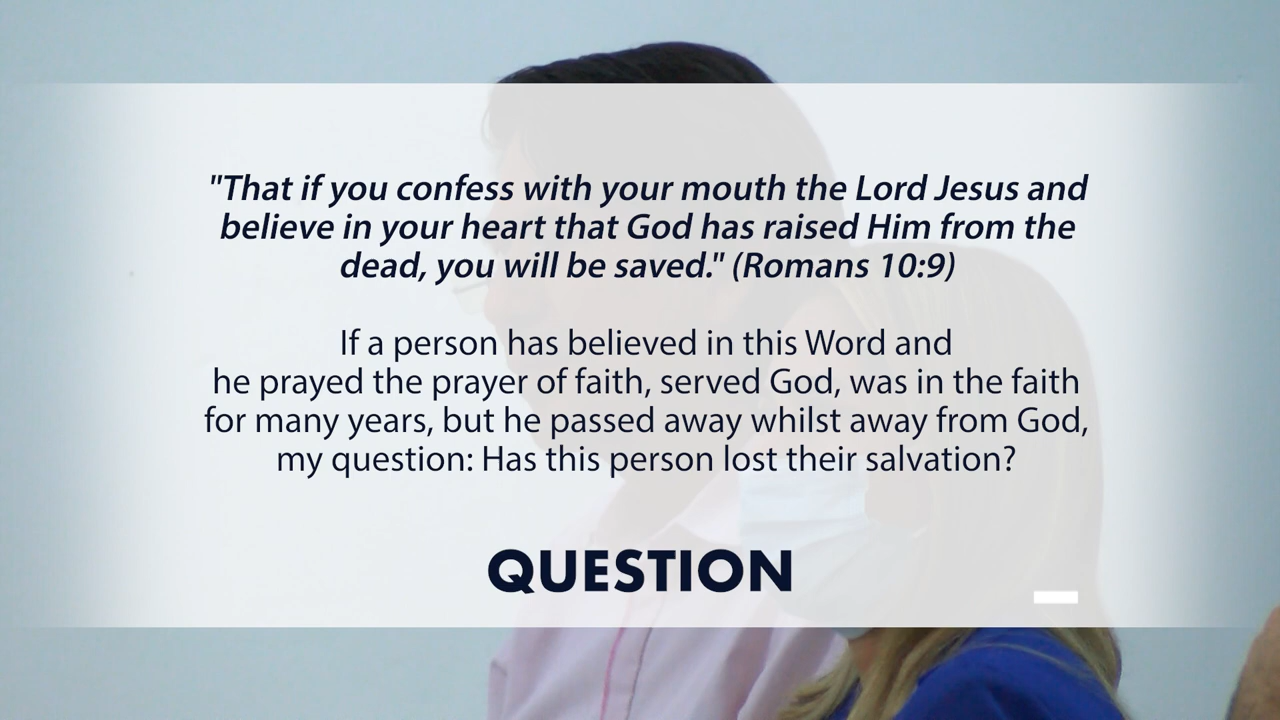 "That if you confess with your mouth the Lord Jesus and
believe in your heart that God has raised Him from the
dead, you will be saved." (Romans 10:9)
If a person has believed in this Word and
he prayed the prayer of faith, served God, was in the faith
for many years, but he passed away whilst away from God,
my question: Has this person lost their salvation?
QUESTION